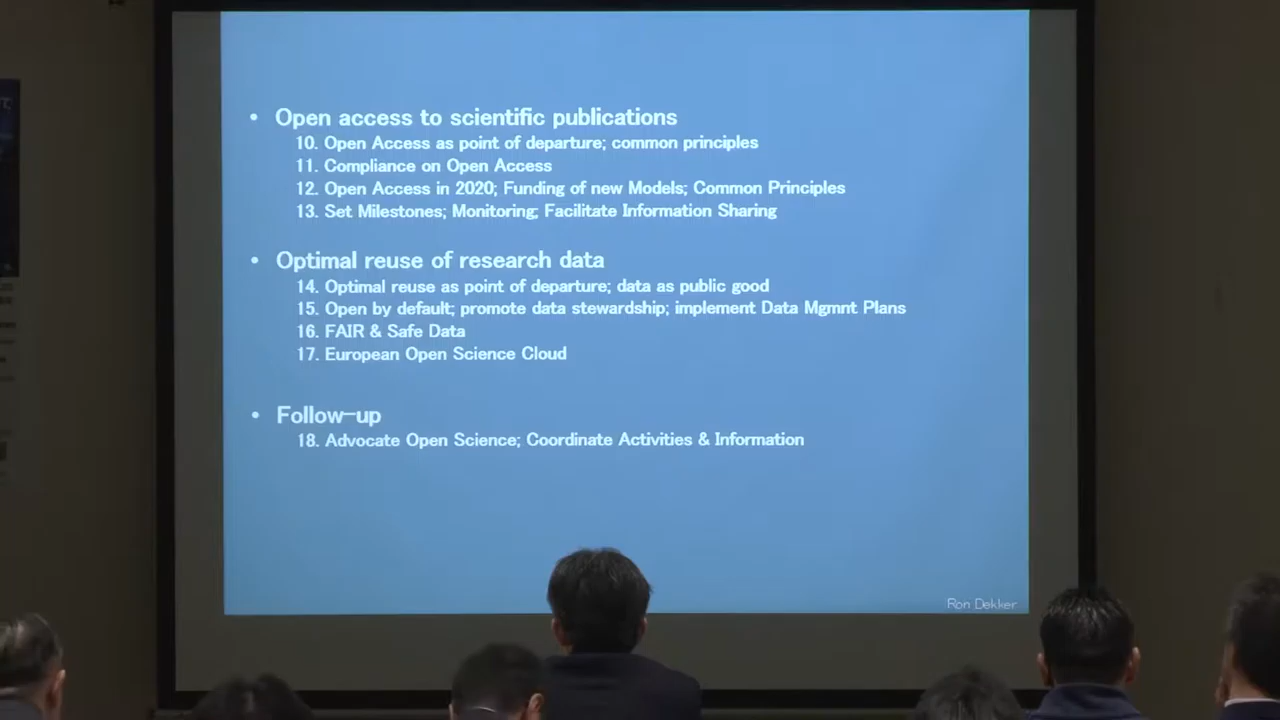 • Open access to scientific publications
10. Open Access as point of departure; common principles
11. Compliance on Open Access
12. Open Access in 2020; Funding of new Models; Common Principles
13. Set Milestones; Monitoring; Facilitate Information Sharing
• Optimal reuse of research data
14. Optimal reuse as point of departure; data as public good
15. Open by default; promote data stewardship; implement Data Mgmnt Plans
16. FAIR & Safe Data
17. European Open Science Cloud
• Follow-up
18. Advocate Open Science; Coordinate Activities & Information
Ron Dekker